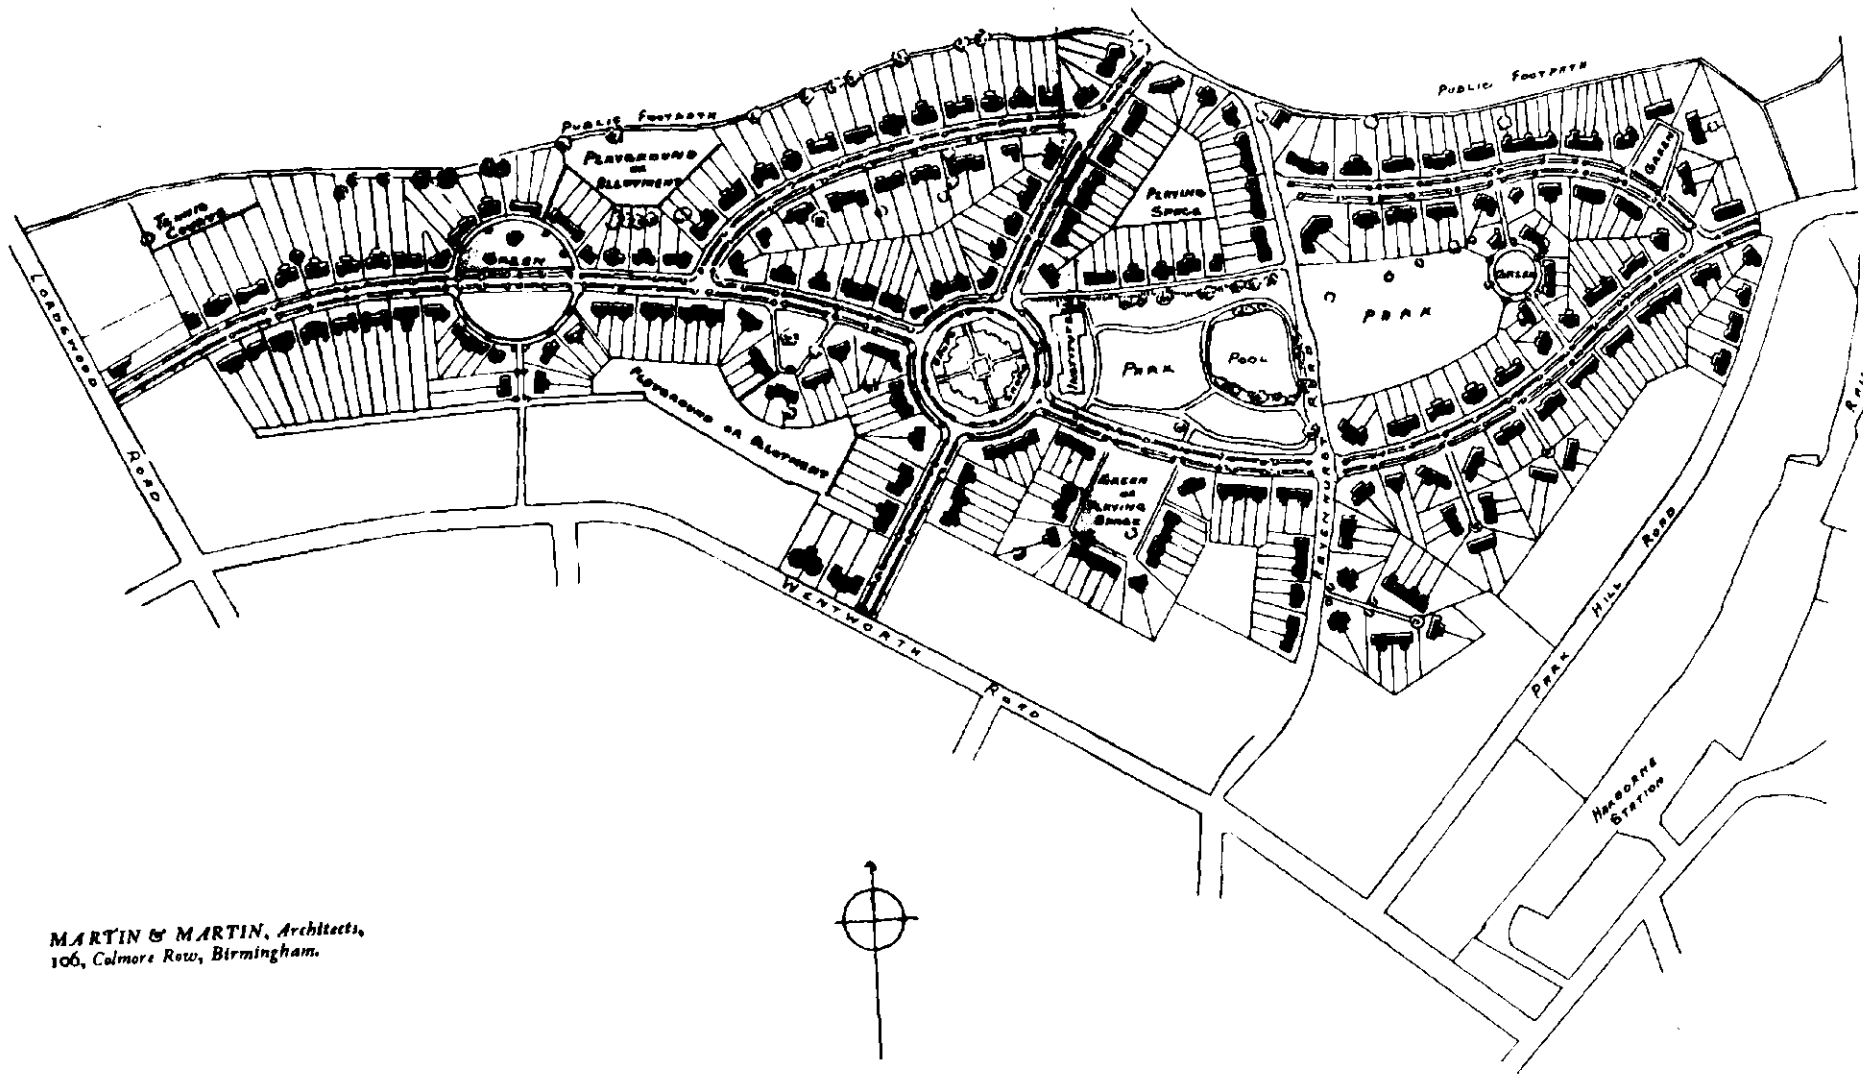 PUBLIC FOOTPATH
PUBLIC FOOTPATH
PLAYGROUND
OR
ALLOTMENT
TENNIS
COURTS
GREEN
PLAYING
SPACE
GREEN
GREEN
PARK
INSTITUTE
PARK
POOL
LORDSWOOD
ROAD
PLAYGROUND OR ALLOTMENT
GREEN
OR
PLAYING
SPACE
RAVENHURST
ROAD
WENTWORTH
ROAD
PARK HILL ROAD
HARBORNE
STATION
MARTIN & MARTIN, Architects,
106, Colmore Row, Birmingham.